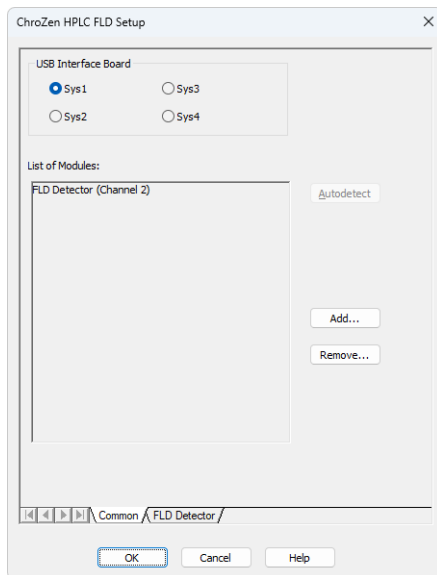 ChroZen HPLC FLD Setup
USB Interface Board
Sys1
Sys3
Sys2
Sys4
List of Modules:
FLD Detector (Channel 2)
Autodetect
Add...
Remove...
Common
FLD Detector
OK
Cancel
Help